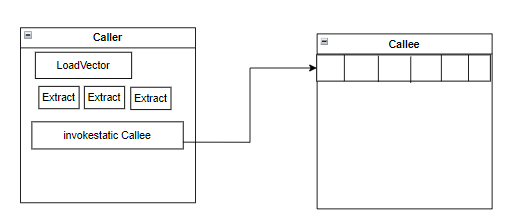 Caller
LoadVector
Extract Extract Extract
invokestatic Callee
Callee